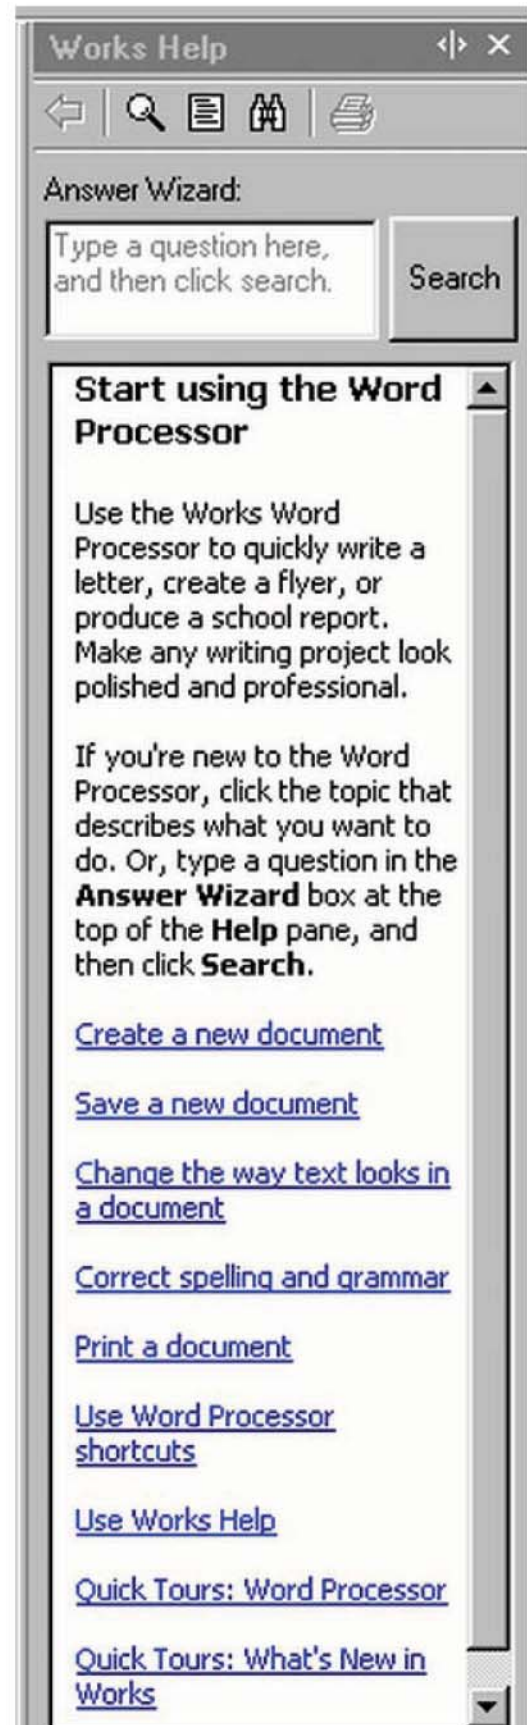 Works Help
Answer Wizard:
Type a question here,
and then click search.
Search
Start using the Word
Processor
Use the Works Word
Processor to quickly write a
letter, create a flyer, or
produce a school report.
Make any writing project look
polished and professional.
If you're new to the Word
Processor, click the topic that
describes what you want to
do. Or, type a question in the
Answer Wizard box at the
top of the Help pane, and
then click Search.
Create a new document
Save a new document
Change the way text looks in
a document
Correct spelling and grammar
Print a document
Use Word Processor
shortcuts
Use Works Help
Quick Tours: Word Processor
Quick Tours: What's New in
Works